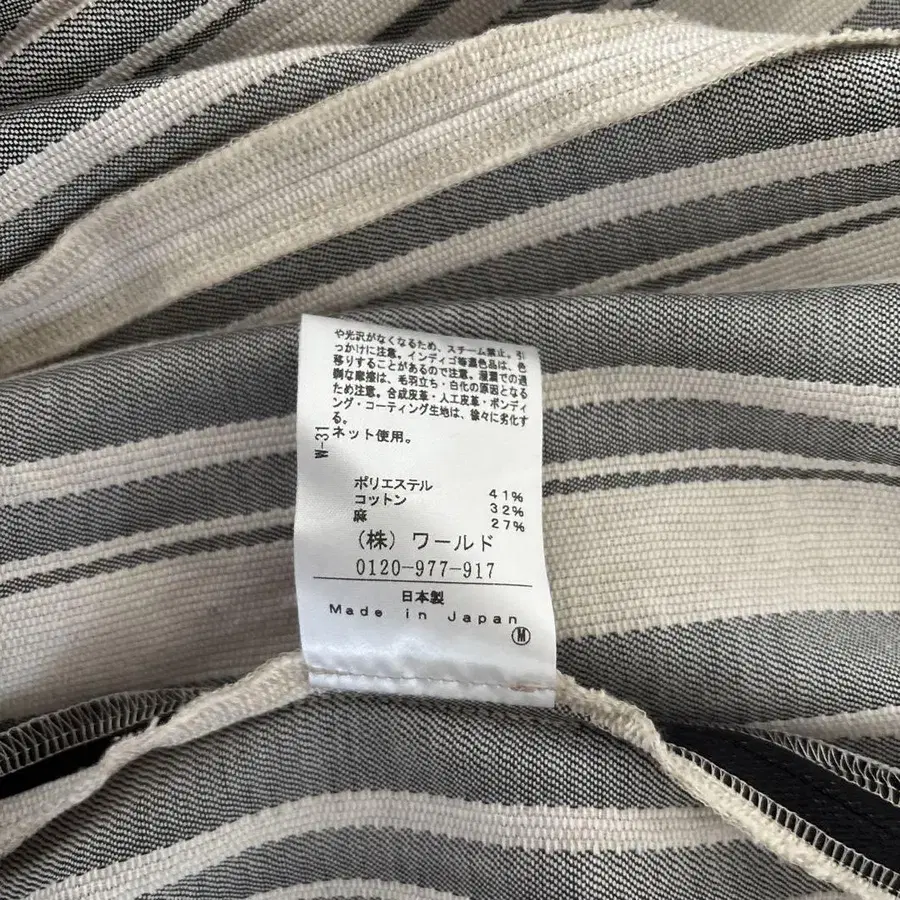 や光沢がなくなるため、スチーム禁止。引
っかけに注意。インディゴ等濃色品は、色
移りすることがあるので注意。湿潤での過
剰な摩擦は、毛羽立ち・白化の原因となる
ため注意。合成皮革・人工皮革・ボンディ
ング・コーティング生地は、徐々に劣化す
る。
ネット使用。
W-31
ポリエステル 41%
コットン 32%
麻 27%
(株) ワールド
0120-977-917
日本製
Made in Japan
M